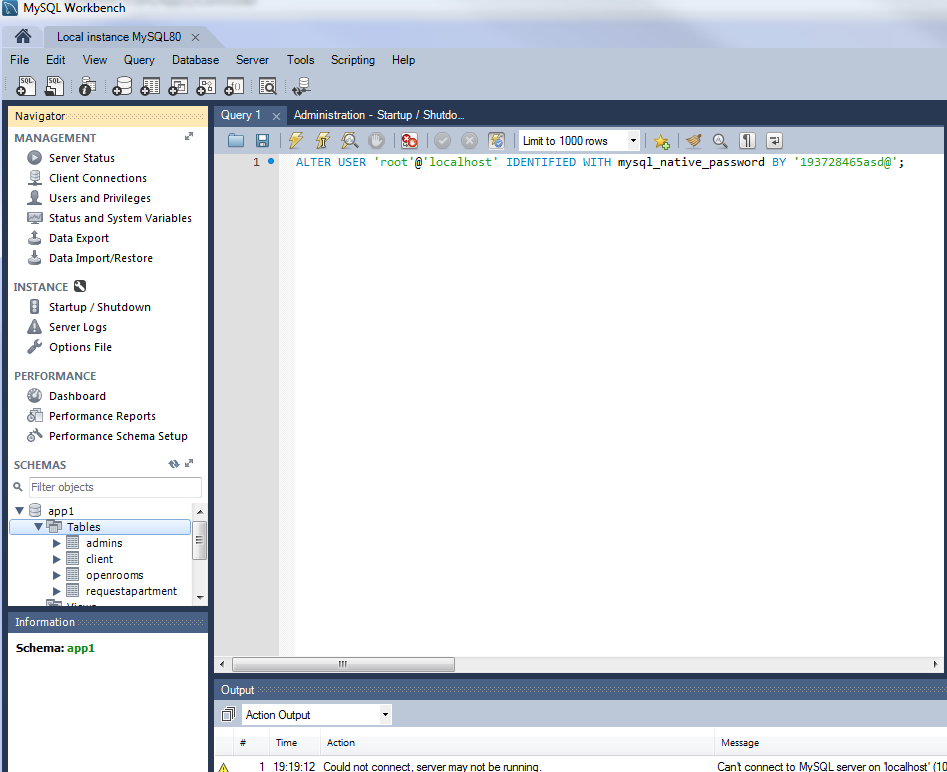 MySQL Workbench
Local instance MySQL80
File Edit View Query Database Server Tools Scripting Help
Navigator
MANAGEMENT
Server Status
Client Connections
Users and Privileges
Status and System Variables
Data Export
Data Import/Restore
INSTANCE
Startup / Shutdown
Server Logs
Options File
PERFORMANCE
Dashboard
Performance Reports
Performance Schema Setup
SCHEMAS
Filter objects
app1
Tables
admins
client
openrooms
requestapartment
Views
Information
Schema: app1
Query 1 Administration - Startup / Shutdo...
Limit to 1000 rows
1 ALTER USER 'root'@'localhost' IDENTIFIED WITH mysql_native_password BY '193728465asd@';
Output
Action Output
# Time Action Message
1 19:19:12 Could not connect, server may not be running. Can't connect to MySQL server on 'localhost' (10